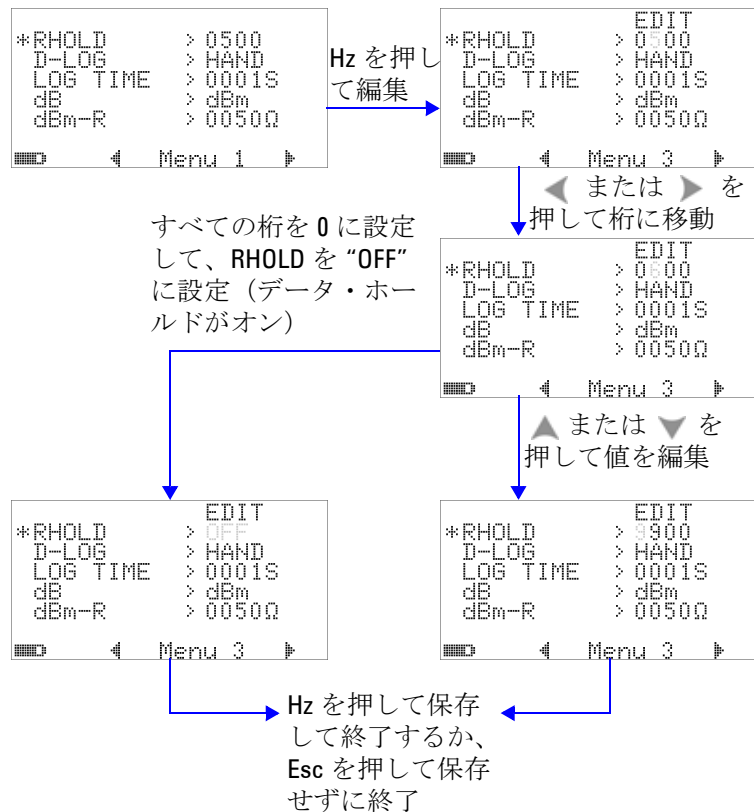 *RHOLD > 0500
D-LOG > HAND
LOG TIME > 0001S
dB > dBm
dBm-R > 0050Ω
Menu 1
Hz を押し
て編集
EDIT
*RHOLD > 0500
D-LOG > HAND
LOG TIME > 0001S
dB > dBm
dBm-R > 0050Ω
Menu 3
または を
押して桁に移動
すべての桁を 0 に設定
して、RHOLD を “OFF”
に設定（データ・ホー
ルドがオン）
EDIT
*RHOLD > 0600
D-LOG > HAND
LOG TIME > 0001S
dB > dBm
dBm-R > 0050Ω
Menu 3
または を
押して値を編集
EDIT
*RHOLD > OFF
D-LOG > HAND
LOG TIME > 0001S
dB > dBm
dBm-R > 0050Ω
Menu 3
EDIT
*RHOLD > 9900
D-LOG > HAND
LOG TIME > 0001S
dB > dBm
dBm-R > 0050Ω
Menu 3
Hz を押して保存
して終了するか、
Esc を押して保存
せずに終了